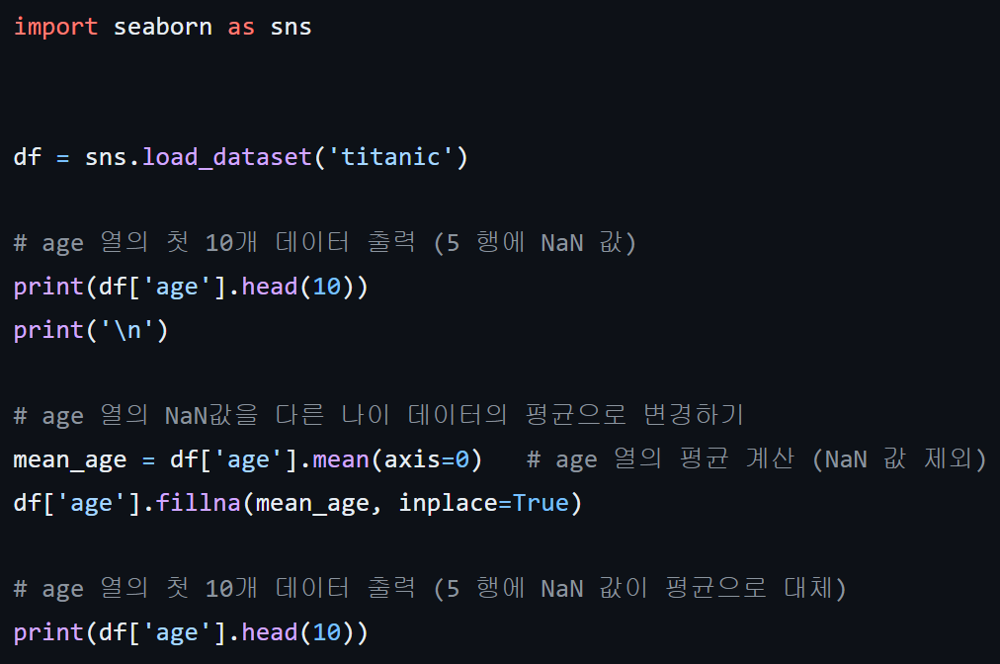 import seaborn as sns
df = sns.load_dataset('titanic')
# age 열의 첫 10개 데이터 출력 (5 행에 NaN 값)
print(df['age'].head(10))
print('\n')
# age 열의 NaN값을 다른 나이 데이터의 평균으로 변경하기
mean_age = df['age'].mean(axis=0)   # age 열의 평균 계산 (NaN 값 제외)
df['age'].fillna(mean_age, inplace=True)
# age 열의 첫 10개 데이터 출력 (5 행에 NaN 값이 평균으로 대체)
print(df['age'].head(10))